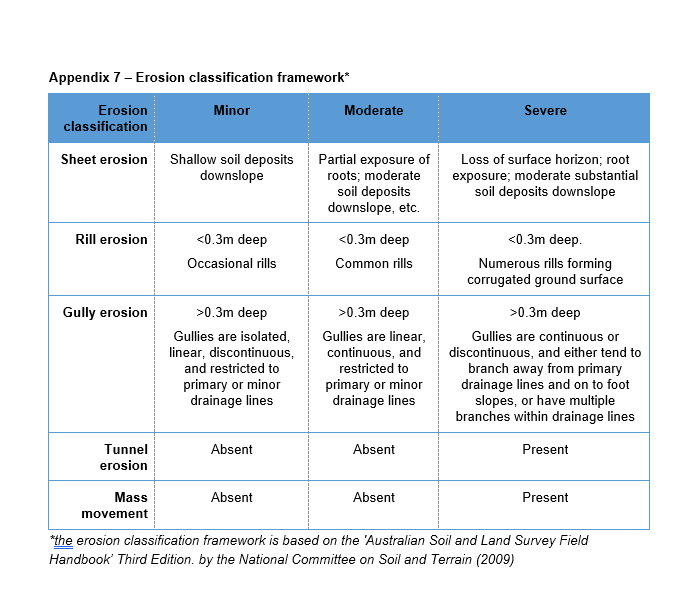 Appendix 7 – Erosion classification framework*
Erosion classification Minor Moderate Severe
Sheet erosion
Shallow soil deposits
downslope
Partial exposure of
roots; moderate
soil deposits
downslope, etc.
Loss of surface horizon; root
exposure; moderate substantial
soil deposits downslope
Rill erosion
<0.3m deep
Occasional rills
<0.3m deep
Common rills
<0.3m deep.
Numerous rills forming
corrugated ground surface
Gully erosion
>0.3m deep
Gullies are isolated,
linear, discontinuous,
and restricted to
primary or minor
drainage lines
>0.3m deep
Gullies are linear,
continuous, and
restricted to
primary or minor
drainage lines
>0.3m deep
Gullies are continuous or
discontinuous, and either tend to
branch away from primary
drainage lines and on to foot
slopes, or have multiple
branches within drainage lines
Tunnel
erosion
Absent
Absent
Present
Mass
movement
Absent
Absent
Present
*the erosion classification framework is based on the 'Australian Soil and Land Survey Field
Handbook' Third Edition. by the National Committee on Soil and Terrain (2009)